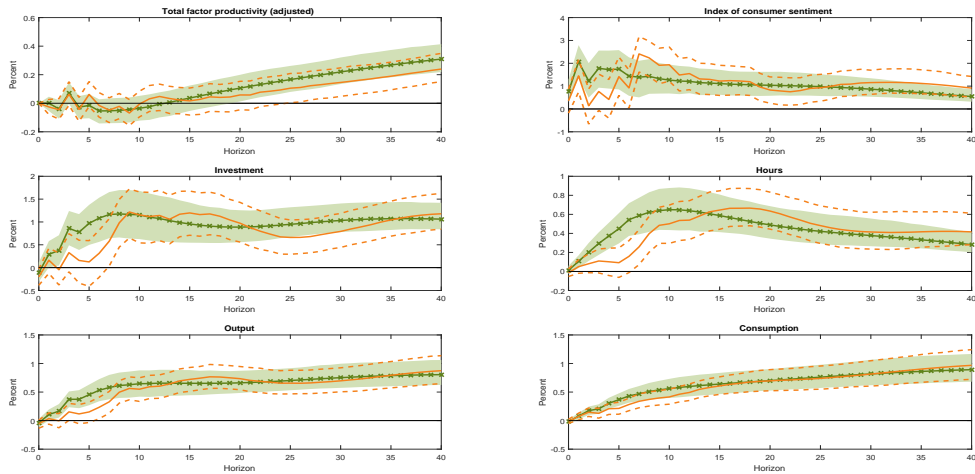 Total factor productivity (adjusted)
Percent
0.6
0.4
0.2
0
-0.2
0 5 10 15 20 25 30 35 40
Horizon
Index of consumer sentiment
Percent
4
3
2
1
0
-1
0 5 10 15 20 25 30 35 40
Horizon
Investment
Percent
2
1.5
1
0.5
0
-0.5
0 5 10 15 20 25 30 35 40
Horizon
Hours
Percent
1
0.8
0.6
0.4
0.2
0
-0.2
0 5 10 15 20 25 30 35 40
Horizon
Output
Percent
1.5
1
0.5
0
-0.5
0 5 10 15 20 25 30 35 40
Horizon
Consumption
Percent
1.5
1
0.5
0
-0.5
0 5 10 15 20 25 30 35 40
Horizon